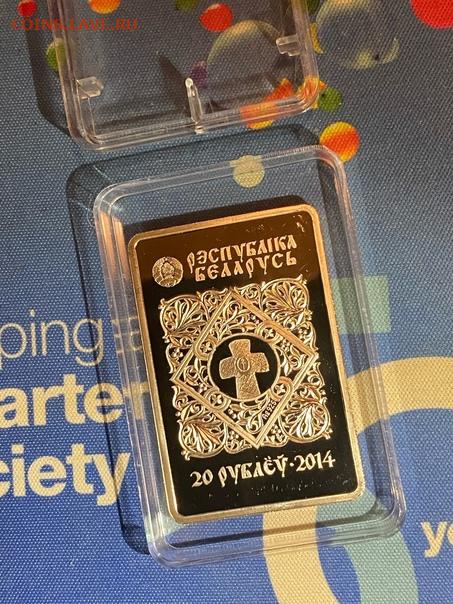 COINS.LAVE.RU
РЭСПУБЛІКА
БЕЛАРУСЬ
20 РУБЛЁЎ·2014
ping
arter
ciety